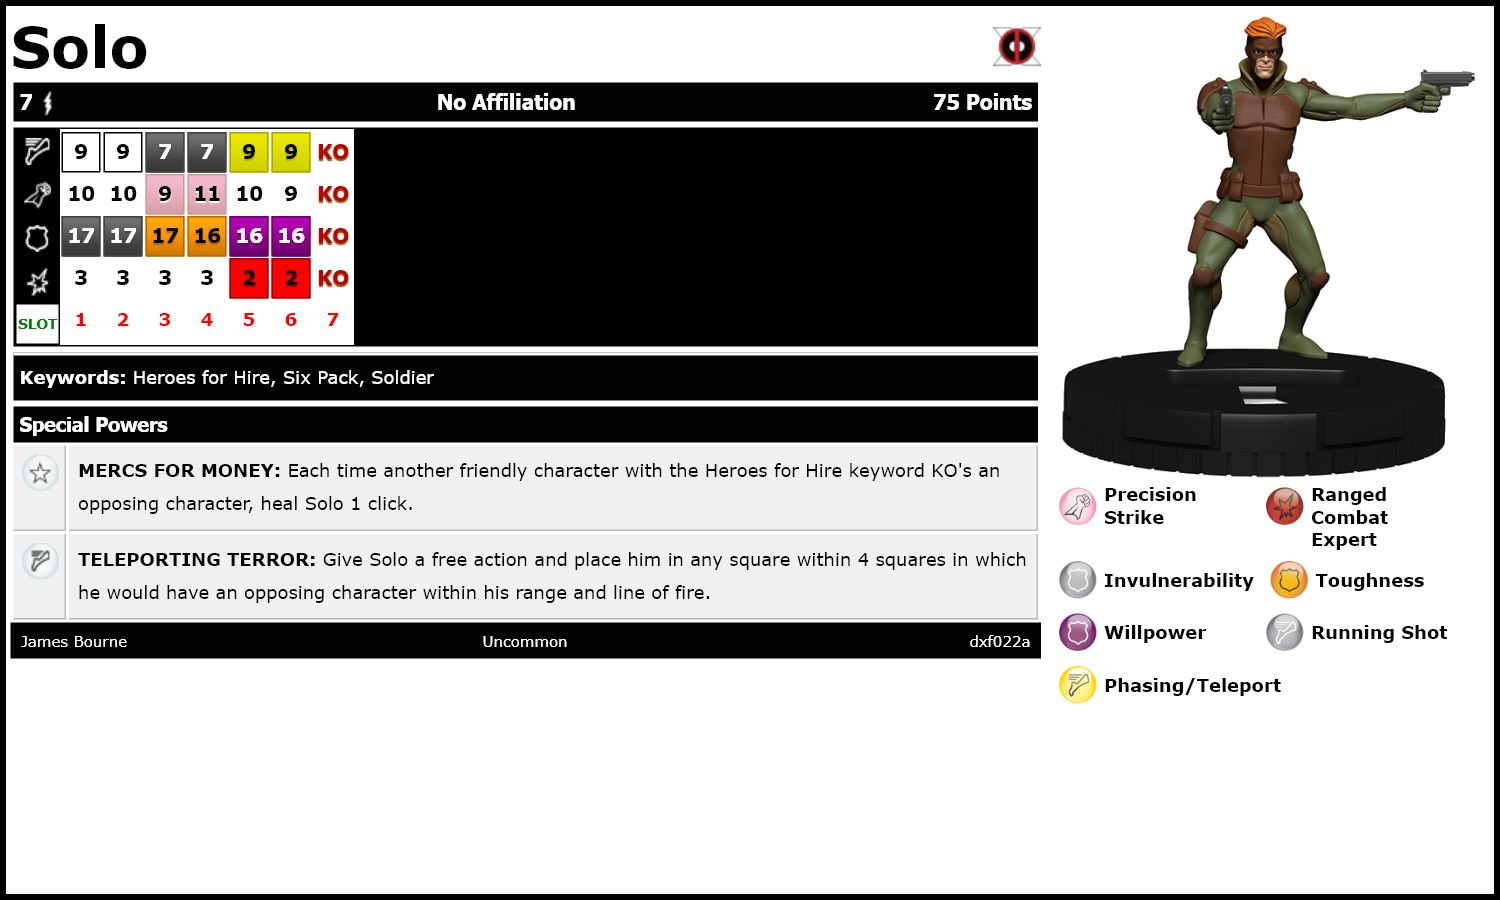 Solo
7 No Affiliation 75 Points
9 9 7 7 9 9 KO
10 10 9 11 10 9 KO
17 17 17 16 16 16 KO
3 3 3 3 2 2 KO
SLOT 1 2 3 4 5 6 7
Keywords: Heroes for Hire, Six Pack, Soldier
Special Powers
MERCS FOR MONEY: Each time another friendly character with the Heroes for Hire keyword KO's an
opposing character, heal Solo 1 click.
TELEPORTING TERROR: Give Solo a free action and place him in any square within 4 squares in which
he would have an opposing character within his range and line of fire.
James Bourne Uncommon dxf022a
Precision
Strike
Ranged
Combat
Expert
Invulnerability
Toughness
Willpower
Running Shot
Phasing/Teleport